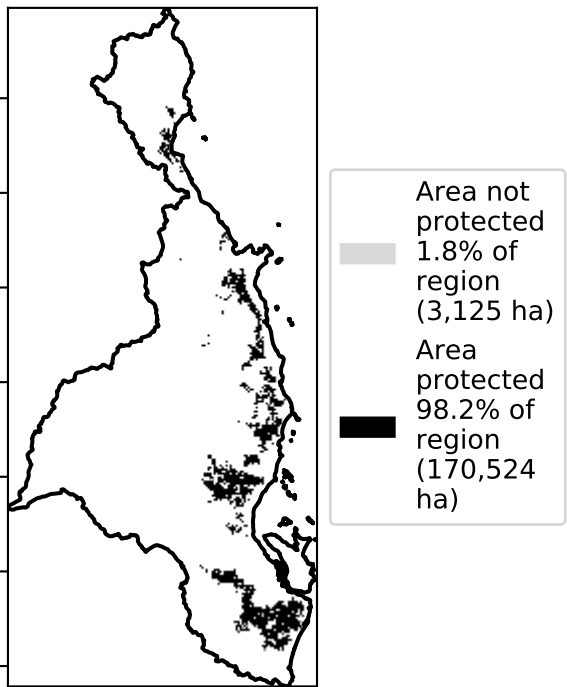 Area not
protected
1.8% of
region
(3,125 ha)
Area
protected
98.2% of
region
(170,524
ha)